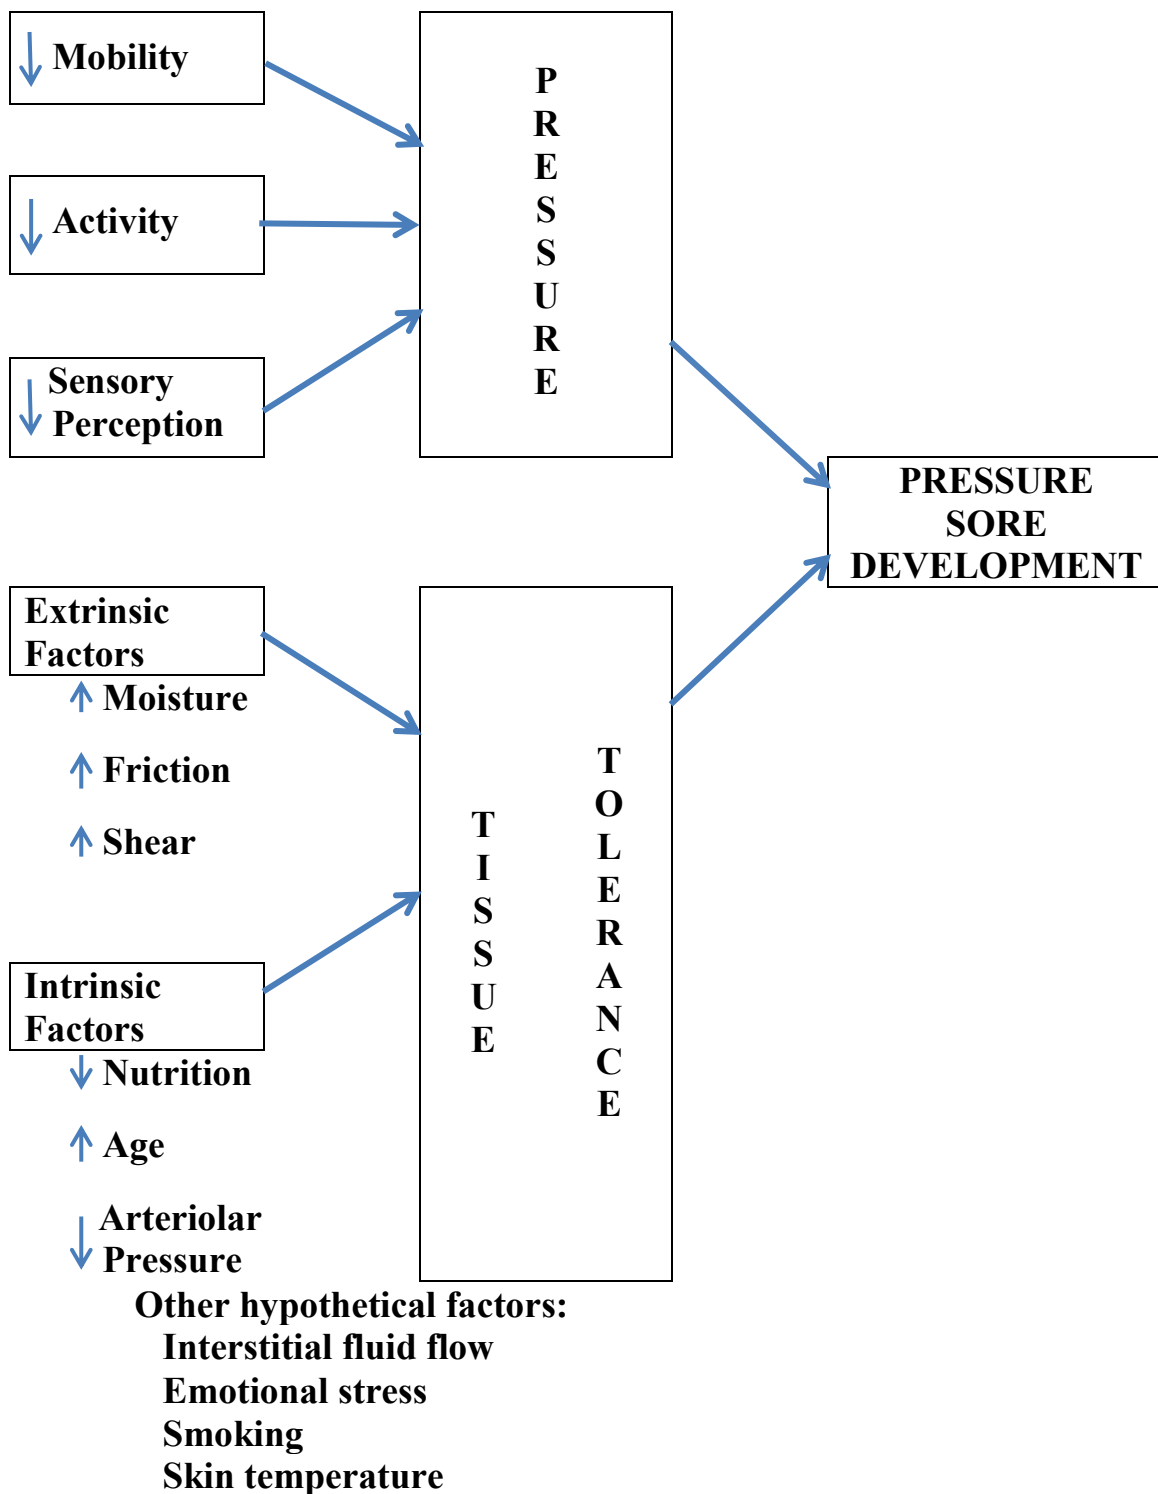 Mobility
Activity
Sensory
Perception
PRESSURE
PRESSURE
SORE
DEVELOPMENT
Extrinsic
Factors
Moisture
Friction
Shear
Intrinsic
Factors
Nutrition
Age
Arteriolar
Pressure
Other hypothetical factors:
Interstitial fluid flow
Emotional stress
Smoking
Skin temperature
TISSUE
TOLERANCE